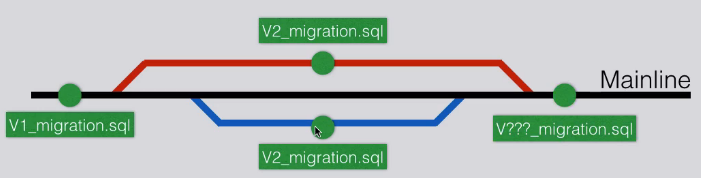 V2_migration.sql
Mainline
V1_migration.sql
V???_migration.sql
V2_migration.sql